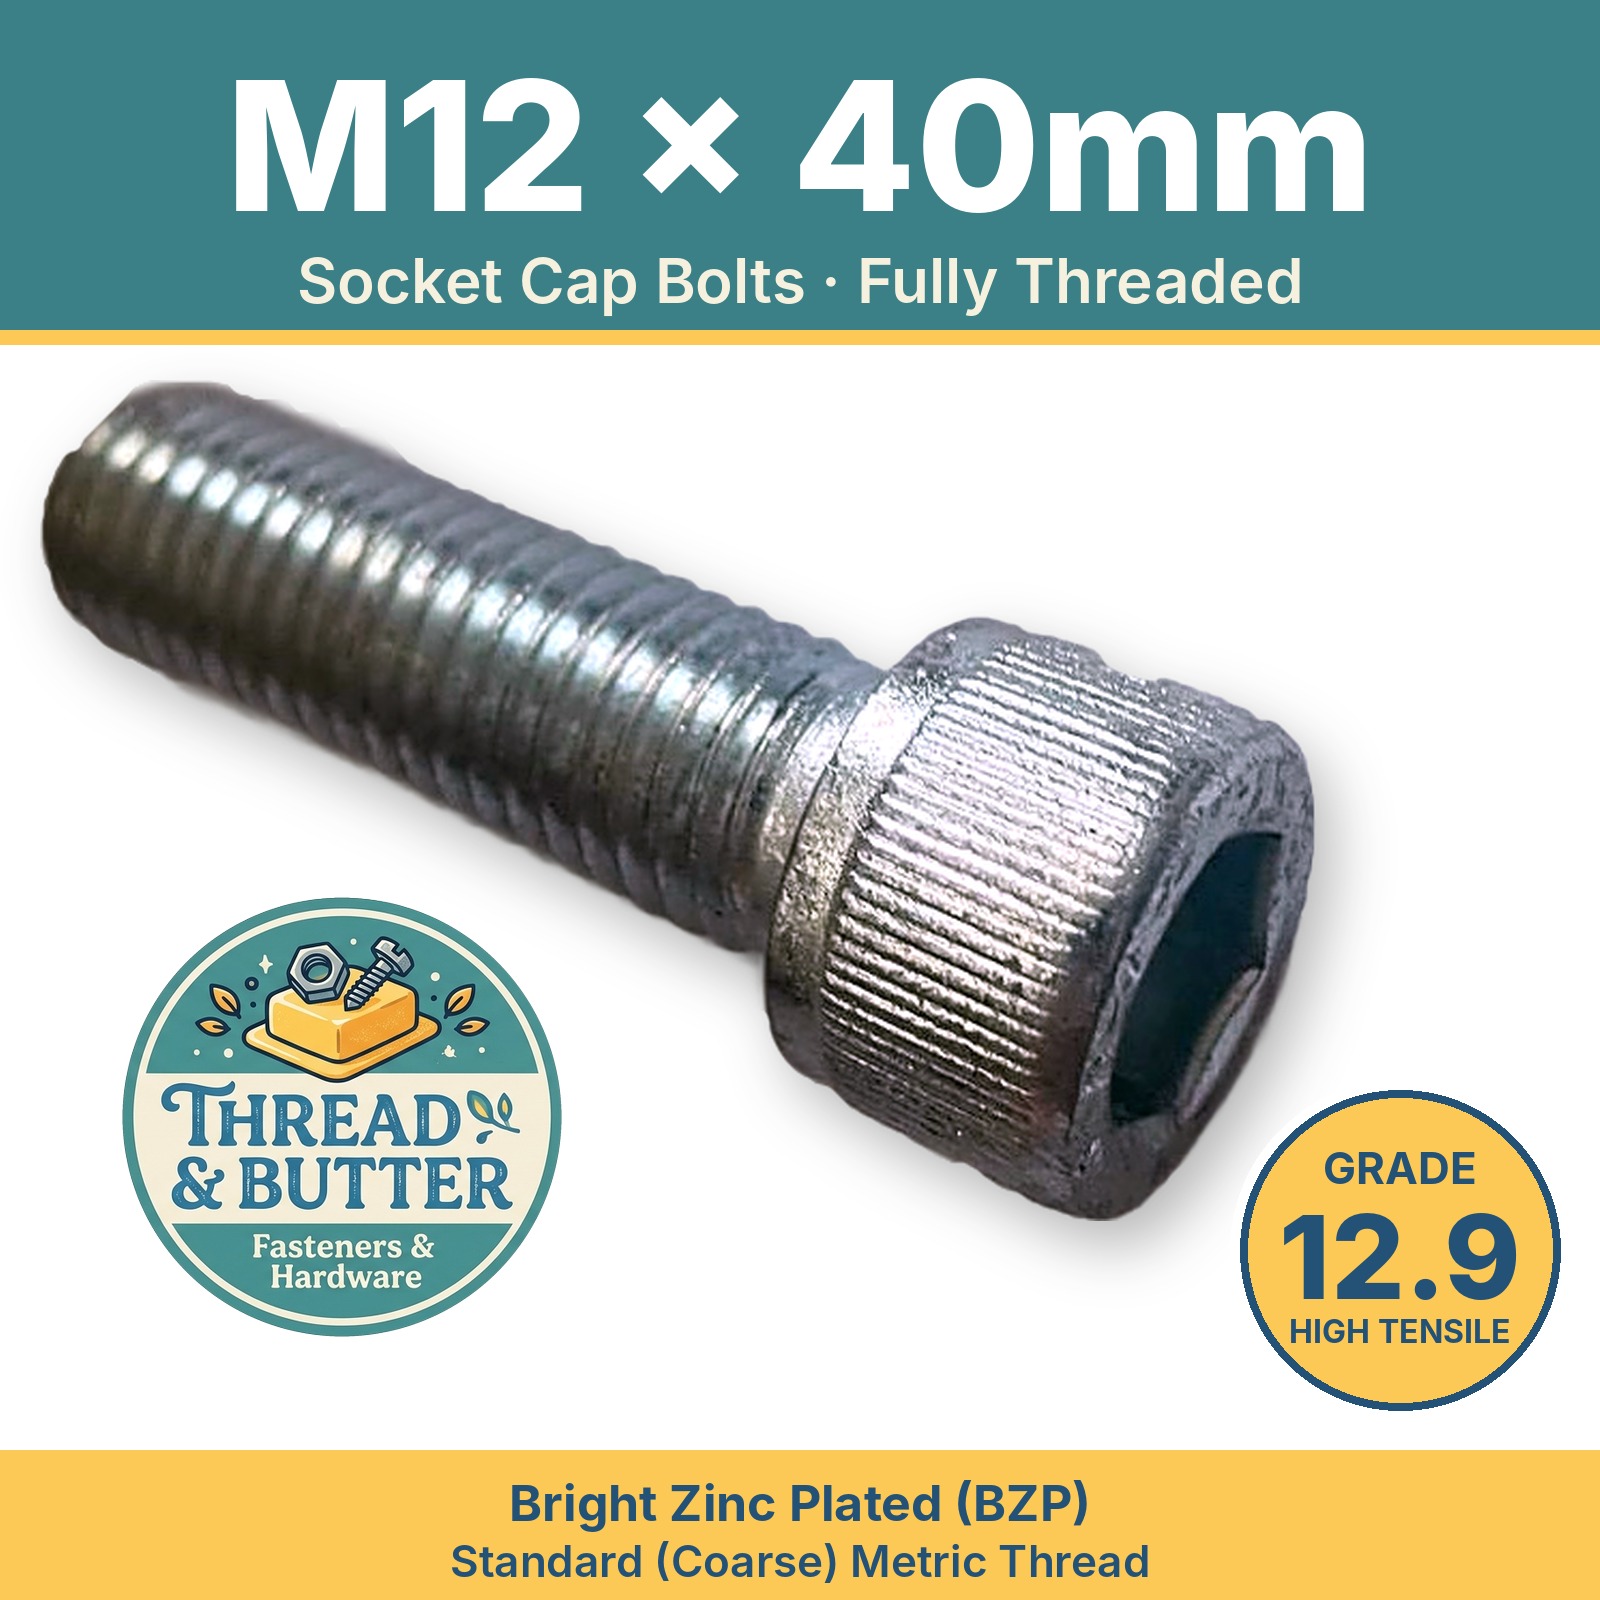 M12 × 40mm
Socket Cap Bolts · Fully Threaded
THREAD
& BUTTER
Fasteners &
Hardware
GRADE
12.9
HIGH TENSILE
Bright Zinc Plated (BZP)
Standard (Coarse) Metric Thread